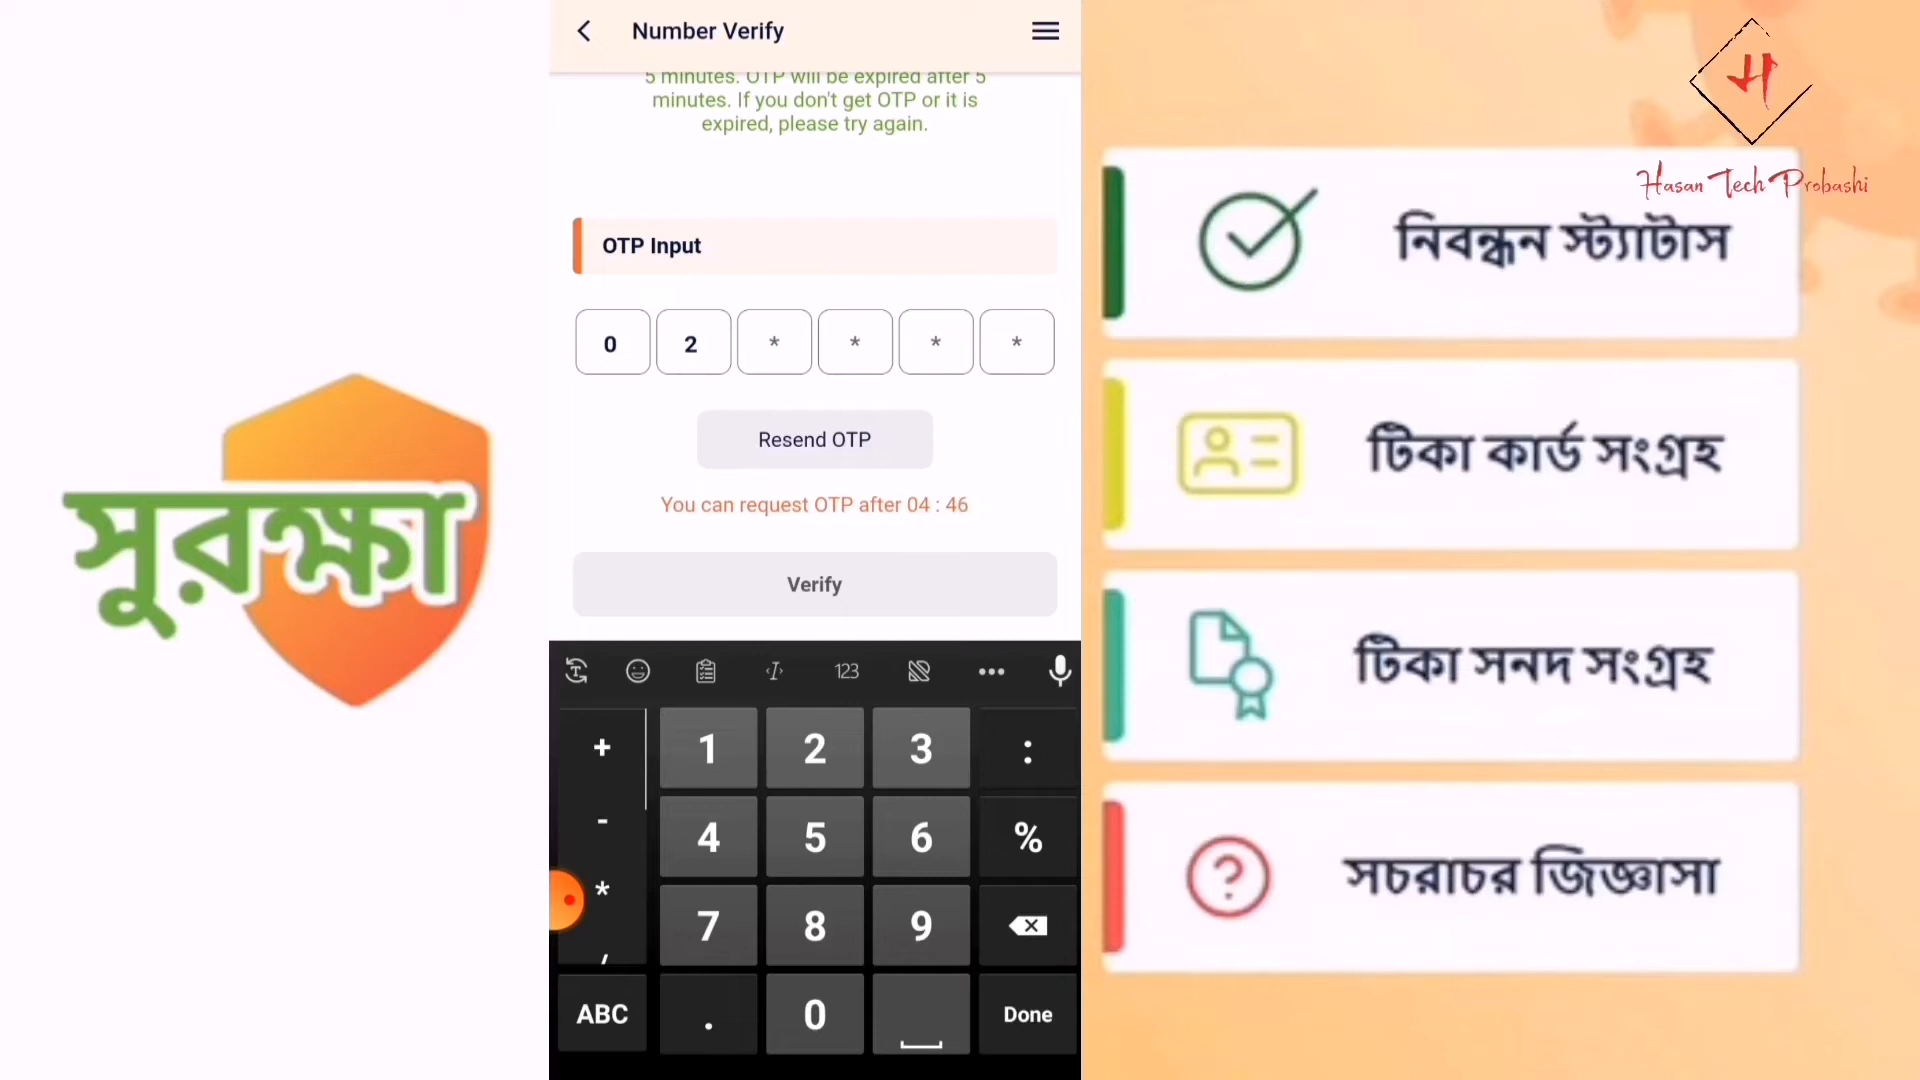 সুরক্ষা
Number Verify
5 minutes. OTP will be expired after 5
minutes. If you don't get OTP or it is
expired, please try again.
OTP Input
0 2 * * * *
Resend OTP
You can request OTP after 04 : 46
Verify
123
+ 1 2 3 :
- 4 5 6 %
* 7 8 9
,
ABC . 0 Done
H
Hasan Tech Probashi
নিবন্ধন স্ট্যাটাস
টিকা কার্ড সংগ্রহ
টিকা সনদ সংগ্রহ
?
সচরাচর জিজ্ঞাসা